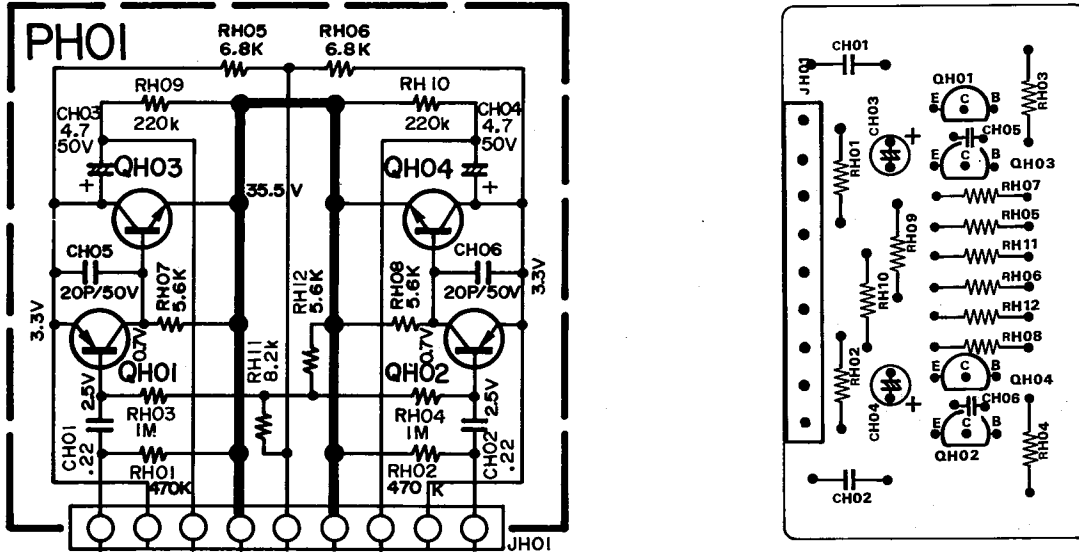 PH01
RH05
6.8K
RH06
6.8K
RH09
220k
RH10
220k
CH03
4.7
50V
CH04
4.7
50V
+
+
QH03
QH04
35.5V
CH05
20P/50V
CH06
20P/50V
RH07
5.6K
RH12
5.6K
RH08
5.6K
3.3V
3.3V
0.7V
0.7V
RH11
8.2k
QH01
QH02
2.5V
2.5V
RH03
1M
RH04
1M
CH01
.22
CH02
.22
RH01
470K
RH02
470 K
JH01
CH01
JH01
QH01
E C B
RH03
CH03
+
CH05
E C B
QH03
RH01
RH07
RH09
RH05
RH11
RH10
RH06
RH12
RH08
RH02
E C B
QH04
CH04
+
CH06
E C B
QH02
RH04
CH02